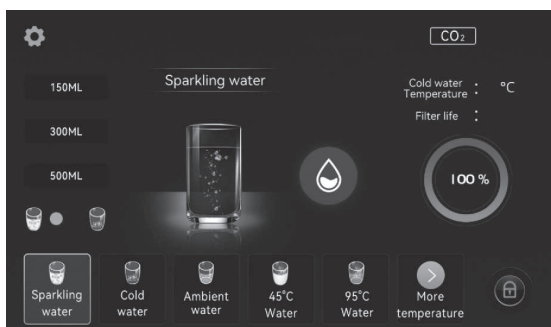 CO₂
150ML
300ML
500ML
Sparkling water
Cold water
Temperature : °C
Filter life :
100 %
Sparkling
water
Cold
water
Ambient
water
45°C
Water
95°C
Water
More
temperature